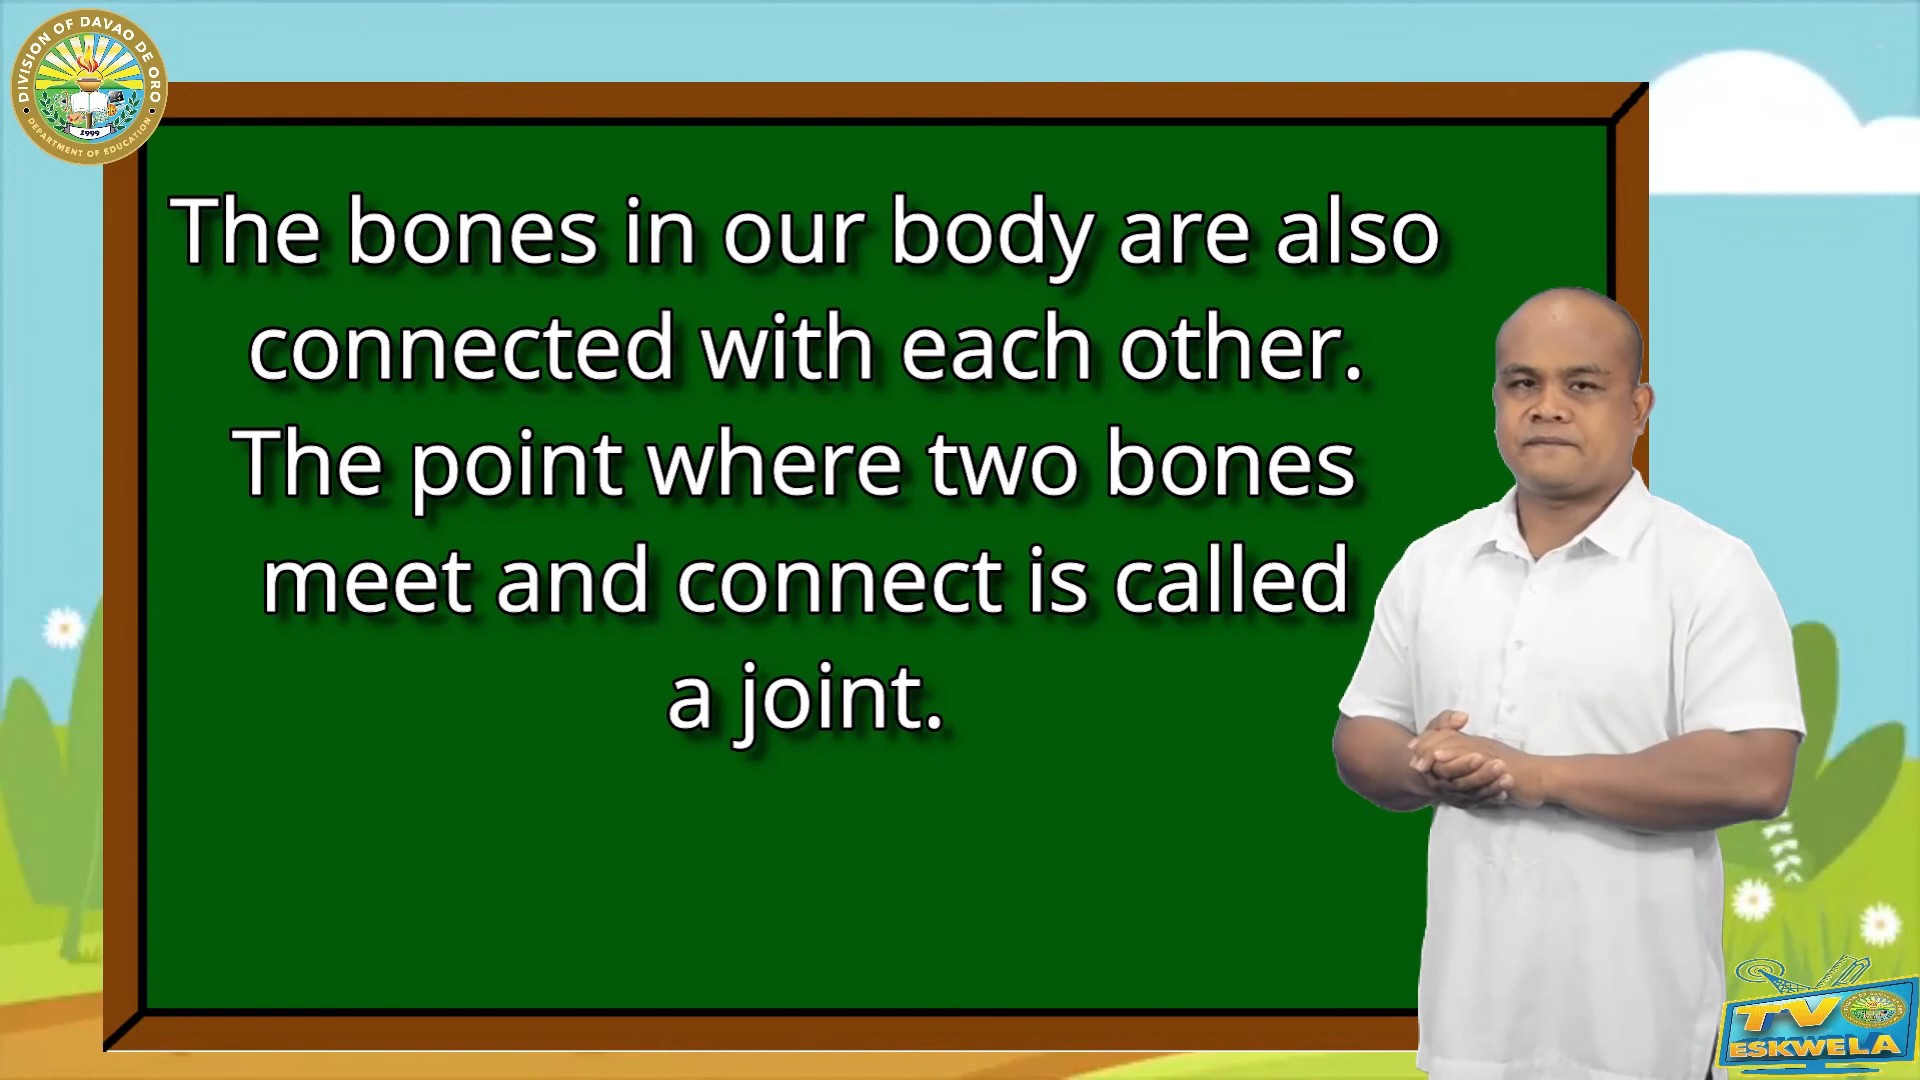 DIVISION OF DAVAO DE ORO
1999
DEPARTMENT OF EDUCATION
The bones in our body are also
connected with each other.
The point where two bones
meet and connect is called
a joint.
TV
ESKWELA